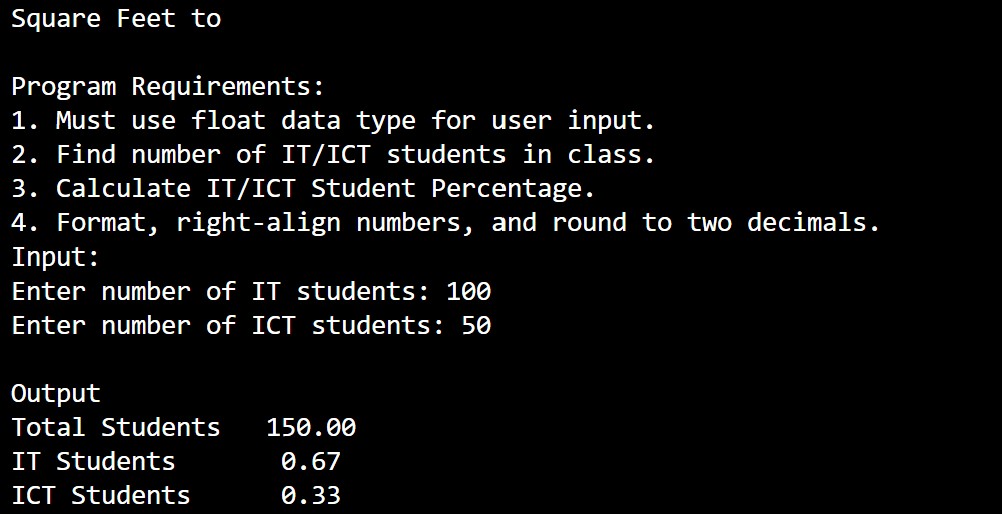 Square Feet to
Program Requirements:
1. Must use float data type for user input.
2. Find number of IT/ICT students in class.
3. Calculate IT/ICT Student Percentage.
4. Format, right-align numbers, and round to two decimals.
Input:
Enter number of IT students: 100
Enter number of ICT students: 50
Output
Total Students   150.00
IT Students       0.67
ICT Students      0.33